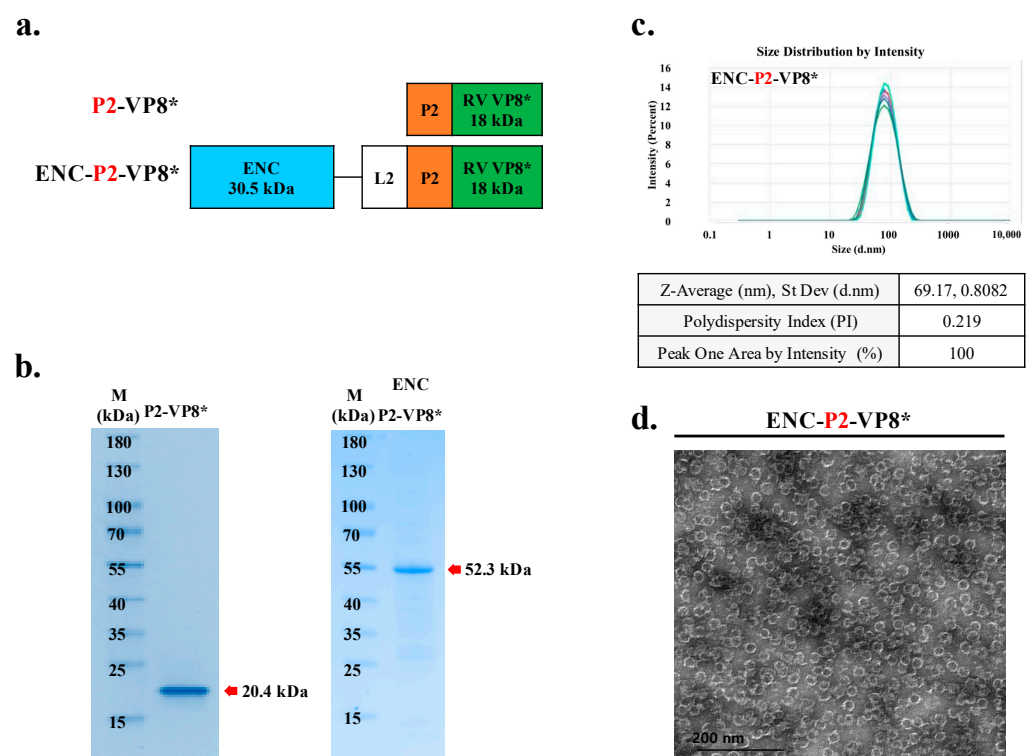 a.
P2-VP8*
P2
RV VP8*
18 kDa
ENC-P2-VP8*
ENC
30.5 kDa
L2
P2
RV VP8*
18 kDa
b.
M
(kDa)
P2-VP8*
180
130
100
70
55
40
35
25
15
20.4 kDa
M
(kDa)
ENC
P2-VP8*
180
130
100
70
55
40
35
25
15
52.3 kDa
c.
Size Distribution by Intensity
ENC-P2-VP8*
Intensity (Percent)
16
14
12
10
8
6
4
2
0
0.1 1 10 100 1000 10,000
Size (d.nm)
Z-Average (nm), St Dev (d.nm) 69.17, 0.8082
Polydispersity Index (PI) 0.219
Peak One Area by Intensity (%) 100
d.
ENC-P2-VP8*
200 nm